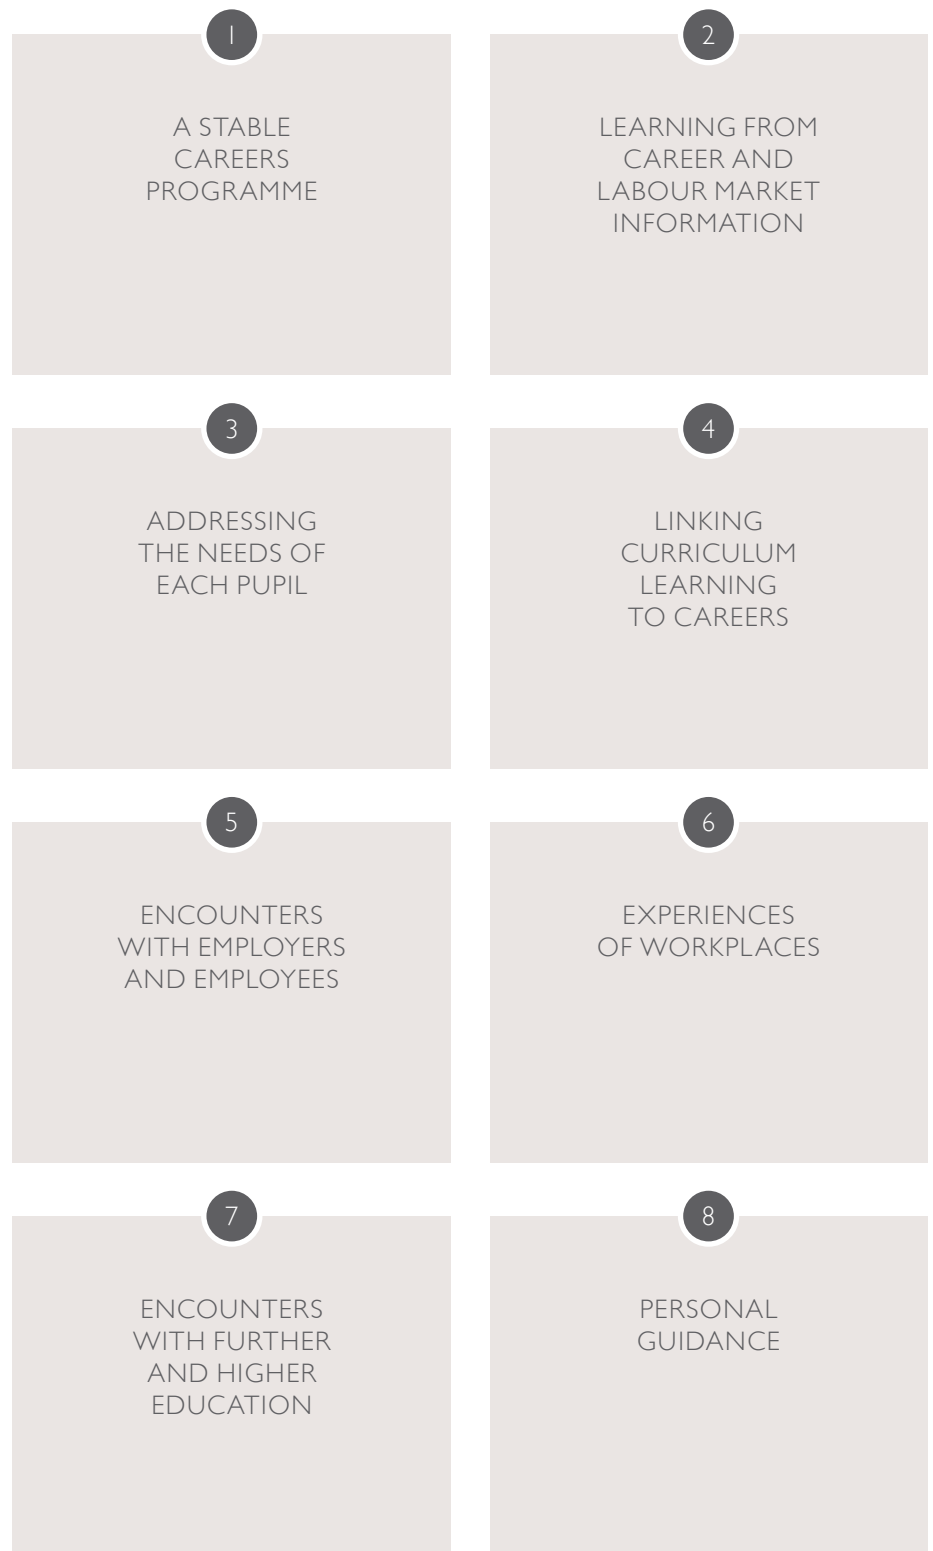 1
A STABLE
CAREERS
PROGRAMME
2
LEARNING FROM
CAREER AND
LABOUR MARKET
INFORMATION
3
ADDRESSING
THE NEEDS OF
EACH PUPIL
4
LINKING
CURRICULUM
LEARNING
TO CAREERS
5
ENCOUNTERS
WITH EMPLOYERS
AND EMPLOYEES
6
EXPERIENCES
OF WORKPLACES
7
ENCOUNTERS
WITH FURTHER
AND HIGHER
EDUCATION
8
PERSONAL
GUIDANCE